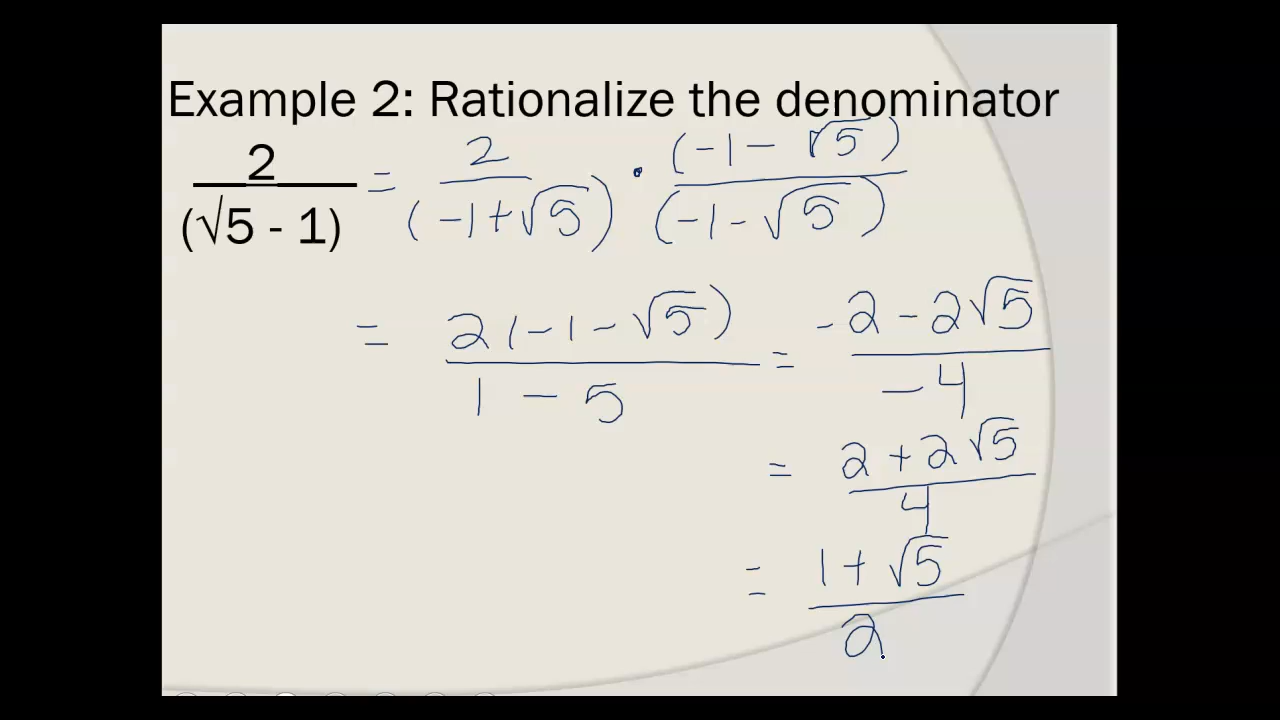 Example 2: Rationalize the denominator
2/(√5 - 1) = 2/(-1+√5) · (-1-√5)/(-1-√5)
= 2(-1-√5)/1-5 = -2-2√5/-4
= 2+2√5/4
= 1+√5/2